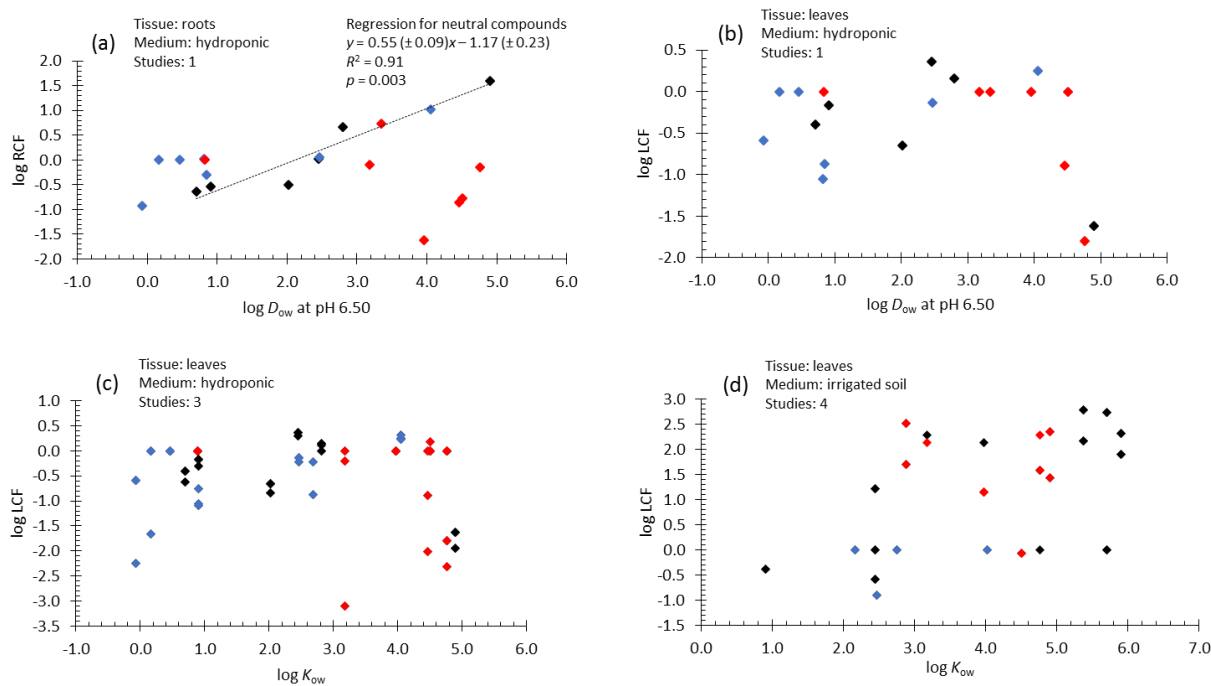 (a)
Tissue: roots
Medium: hydroponic
Studies: 1
Regression for neutral compounds
y = 0.55 (± 0.09)x − 1.17 (± 0.23)
R² = 0.91
p = 0.003
log RCF
2.0
1.5
1.0
0.5
0.0
-0.5
-1.0
-1.5
-2.0
-1.0 0.0 1.0 2.0 3.0 4.0 5.0 6.0
log Dow at pH 6.50
(b)
Tissue: leaves
Medium: hydroponic
Studies: 1
log LCF
0.5
0.0
-0.5
-1.0
-1.5
-2.0
-1.0 0.0 1.0 2.0 3.0 4.0 5.0 6.0
log Dow at pH 6.50
(c)
Tissue: leaves
Medium: hydroponic
Studies: 3
log LCF
1.0
0.5
0.0
-0.5
-1.0
-1.5
-2.0
-2.5
-3.0
-3.5
-1.0 0.0 1.0 2.0 3.0 4.0 5.0 6.0
log Kow
(d)
Tissue: leaves
Medium: irrigated soil
Studies: 4
log LCF
3.0
2.5
2.0
1.5
1.0
0.5
0.0
-0.5
-1.0
-1.5
0.0 1.0 2.0 3.0 4.0 5.0 6.0 7.0
log Kow